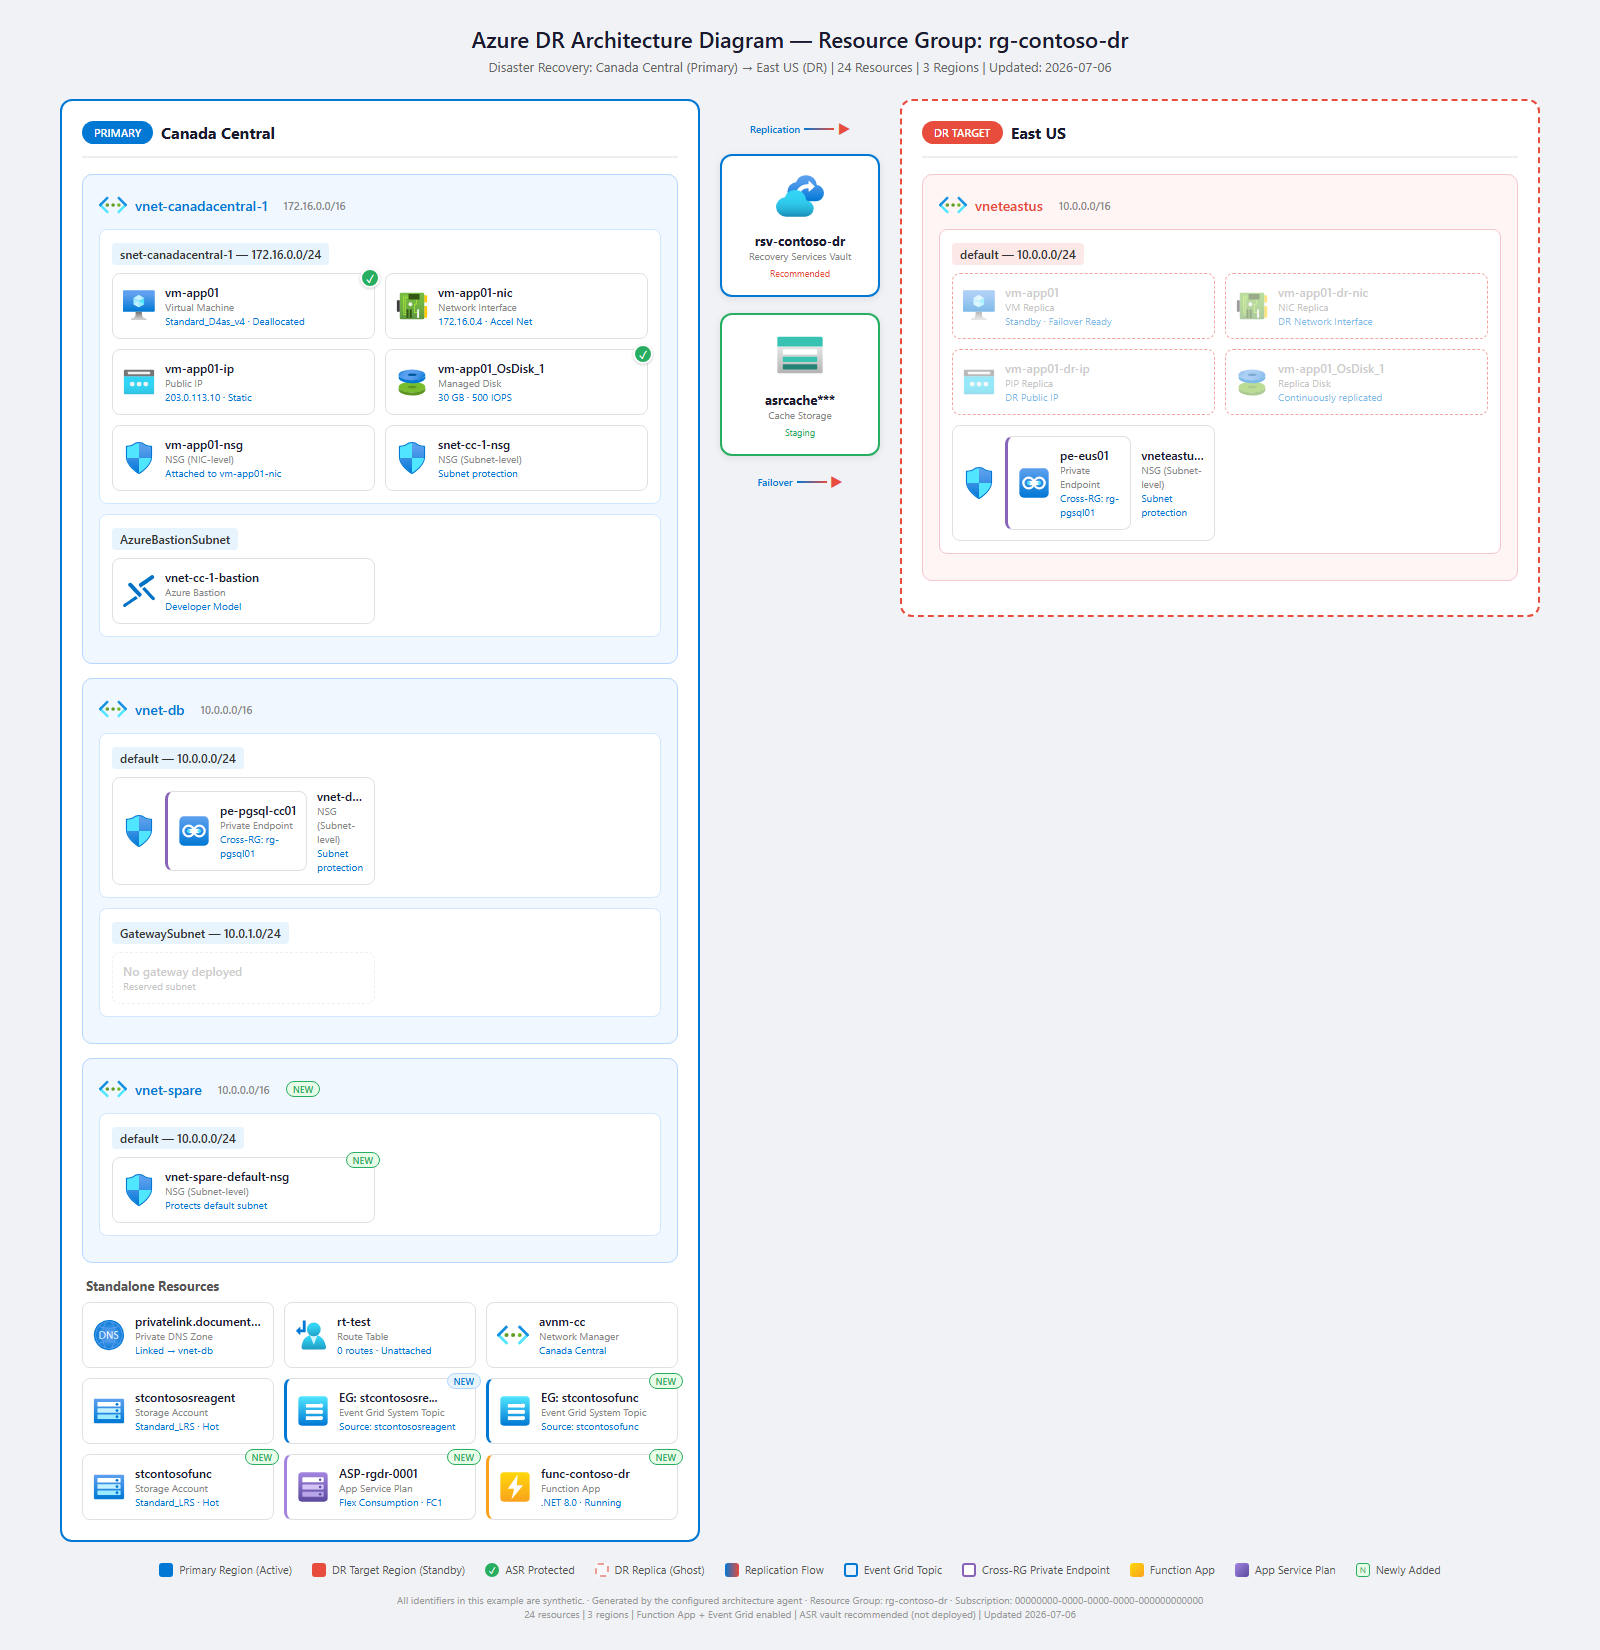 Azure DR Architecture Diagram — Resource Group: rg-contoso-dr
Disaster Recovery: Canada Central (Primary) → East US (DR) | 24 Resources | 3 Regions | Updated: 2026-07-06
PRIMARY Canada Central
vnet-canadacentral-1 172.16.0.0/16
snet-canadacentral-1 — 172.16.0.0/24
vm-app01
Virtual Machine
Standard_D4as_v4 · Deallocated
vm-app01-nic
Network Interface
172.16.0.4 · Accel Net
vm-app01-ip
Public IP
203.0.113.10 · Static
vm-app01_OsDisk_1
Managed Disk
30 GB · 500 IOPS
vm-app01-nsg
NSG (NIC-level)
Attached to vm-app01-nic
snet-cc-1-nsg
NSG (Subnet-level)
Subnet protection
AzureBastionSubnet
vnet-cc-1-bastion
Azure Bastion
Developer Model
vnet-db 10.0.0.0/16
default — 10.0.0.0/24
pe-pgsql-cc01
Private Endpoint
Cross-RG: rg-
pgsql01
vnet-d...
NSG
(Subnet-
level)
Subnet
protection
GatewaySubnet — 10.0.1.0/24
No gateway deployed
Reserved subnet
vnet-spare 10.0.0.0/16 NEW
default — 10.0.0.0/24
NEW
vnet-spare-default-nsg
NSG (Subnet-level)
Protects default subnet
Standalone Resources
privatelink.document...
Private DNS Zone
Linked → vnet-db
rt-test
Route Table
0 routes · Unattached
avnm-cc
Network Manager
Canada Central
stcontososreagent
Storage Account
Standard_LRS · Hot
NEW
EG: stcontososre...
Event Grid System Topic
Source: stcontososreagent
NEW
EG: stcontosofunc
Event Grid System Topic
Source: stcontosofunc
NEW
stcontosofunc
Storage Account
Standard_LRS · Hot
NEW
ASP-rgdr-0001
App Service Plan
Flex Consumption · FC1
NEW
func-contoso-dr
Function App
.NET 8.0 · Running
Replication
rsv-contoso-dr
Recovery Services Vault
Recommended
asrcache***
Cache Storage
Staging
Failover
DR TARGET East US
vneteastus 10.0.0.0/16
default — 10.0.0.0/24
vm-app01
VM Replica
Standby · Failover Ready
vm-app01-dr-nic
NIC Replica
DR Network Interface
vm-app01-dr-ip
PIP Replica
DR Public IP
vm-app01_OsDisk_1
Replica Disk
Continuously replicated
pe-eus01
Private
Endpoint
Cross-RG: rg-
pgsql01
vneteastu...
NSG (Subnet-
level)
Subnet
protection
Primary Region (Active)
DR Target Region (Standby)
ASR Protected
DR Replica (Ghost)
Replication Flow
Event Grid Topic
Cross-RG Private Endpoint
Function App
App Service Plan
N Newly Added
All identifiers in this example are synthetic. · Generated by the configured architecture agent · Resource Group: rg-contoso-dr · Subscription: 00000000-0000-0000-0000-000000000000
24 resources | 3 regions | Function App + Event Grid enabled | ASR vault recommended (not deployed) | Updated 2026-07-06